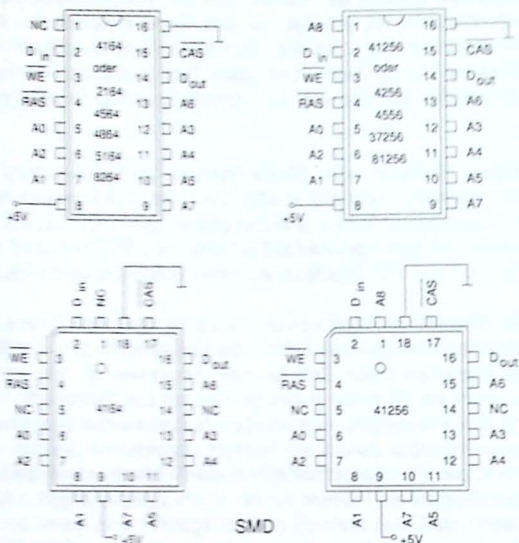 NC 1 16
D in 2 4164 15 CAS
WE 3 oder 14 D out
RAS 4 2164 13 A6
A0 5 4564 12 A3
A2 6 4864 11 A4
A1 7 5164 10 A5
8 8264 9 A7
+5V
A8 1 16
D in 2 41256 15 CAS
WE 3 oder 14 D out
RAS 4 4256 13 A6
A0 5 4556 12 A3
A2 6 37256 11 A4
A1 7 81256 10 A5
8 9 A7
+5V
D in NC CAS
2 1 18 17
WE 3 16 D out
RAS 4 15 A6
NC 5 4164 14 NC
A0 6 13 A3
A2 7 12 A4
8 9 10 11
A1 A7 A5
+5V
D in A8 CAS
2 1 18 17
WE 3 16 D out
RAS 4 15 A6
NC 5 41256 14 NC
A0 6 13 A3
A2 7 12 A4
8 9 10 11
A1 A7 A5
+5V
SMD